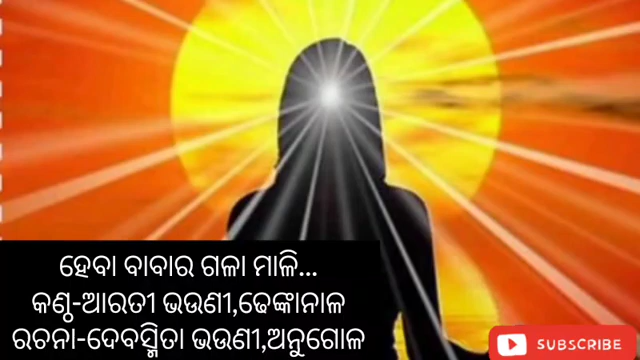 ହେବା ବାବାର ଗଳା ମାଳି...
କଣ୍ଠ-ଆରତୀ ଭଉଣୀ,ଢେଙ୍କାନାଳ
ରଚନା-ଦେବସ୍ମିତା ଭଉଣୀ,ଅନୁଗୋଳ
SUBSCRIBE